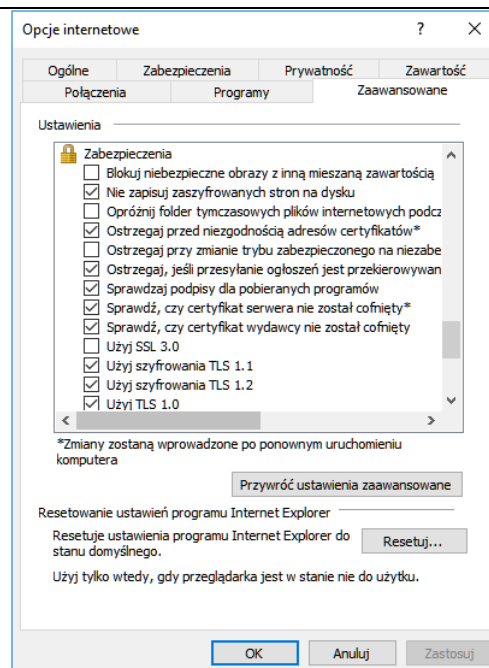 Opcje internetowe
Ogólne Zabezpieczenia Prywatność Zawartość
Połączenia Programy Zaawansowane
Ustawienia
Zabezpieczenia
Blokuj niebezpieczne obrazy z inną mieszaną zawartością
Nie zapisuj zaszyfrowanych stron na dysku
Opróżnij folder tymczasowych plików internetowych podcz
Ostrzegaj przed niezgodnością adresów certyfikatów*
Ostrzegaj przy zmianie trybu zabezpieczonego na niezabe
Ostrzegaj, jeśli przesyłanie ogłoszeń jest przekierowywan
Sprawdzaj podpisy dla pobieranych programów
Sprawdź, czy certyfikat serwera nie został cofnięty*
Sprawdź, czy certyfikat wydawcy nie został cofnięty
Użyj SSL 3.0
Użyj szyfrowania TLS 1.1
Użyj szyfrowania TLS 1.2
Użyj TLS 1.0
*Zmiany zostaną wprowadzone po ponownym uruchomieniu
komputera
Przywróć ustawienia zaawansowane
Resetowanie ustawień programu Internet Explorer
Resetuje ustawienia programu Internet Explorer do
stanu domyślnego.
Resetuj...
Użyj tylko wtedy, gdy przeglądarka jest w stanie nie do użytku.
OK Anuluj Zastosuj